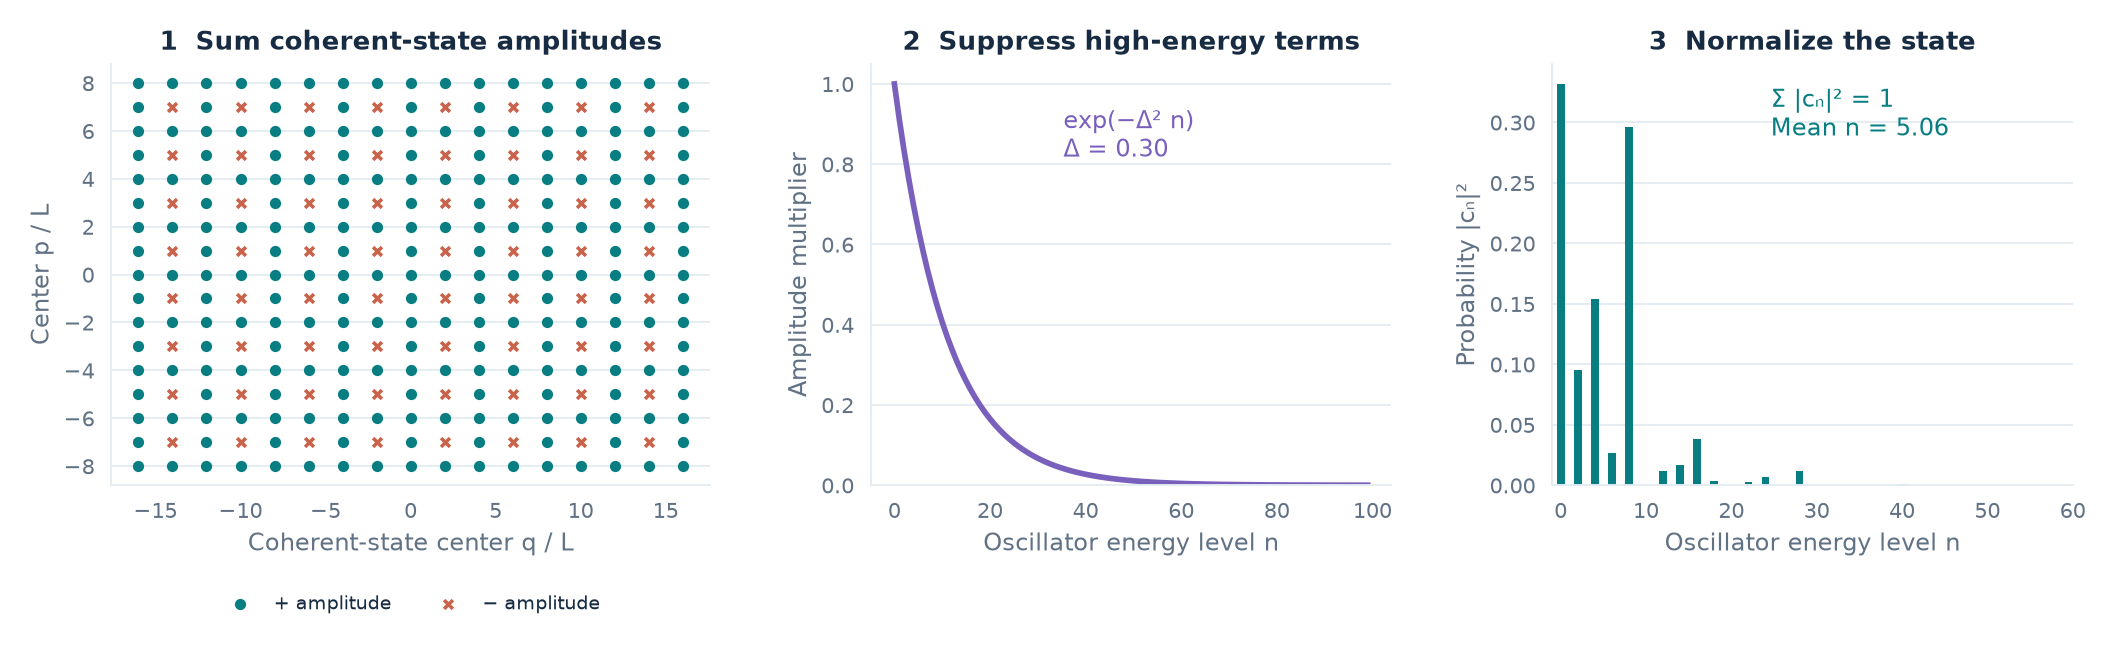 1 Sum coherent-state amplitudes
Center p / L
8
6
4
2
0
−2
−4
−6
−8
−15 −10 −5 0 5 10 15
Coherent-state center q / L
+ amplitude − amplitude
2 Suppress high-energy terms
Amplitude multiplier
1.0
0.8
0.6
0.4
0.2
0.0
exp(−Δ² n)
Δ = 0.30
0 20 40 60 80 100
Oscillator energy level n
3 Normalize the state
Probability |cₙ|²
0.30
0.25
0.20
0.15
0.10
0.05
0.00
Σ |cₙ|² = 1
Mean n = 5.06
0 10 20 30 40 50 60
Oscillator energy level n